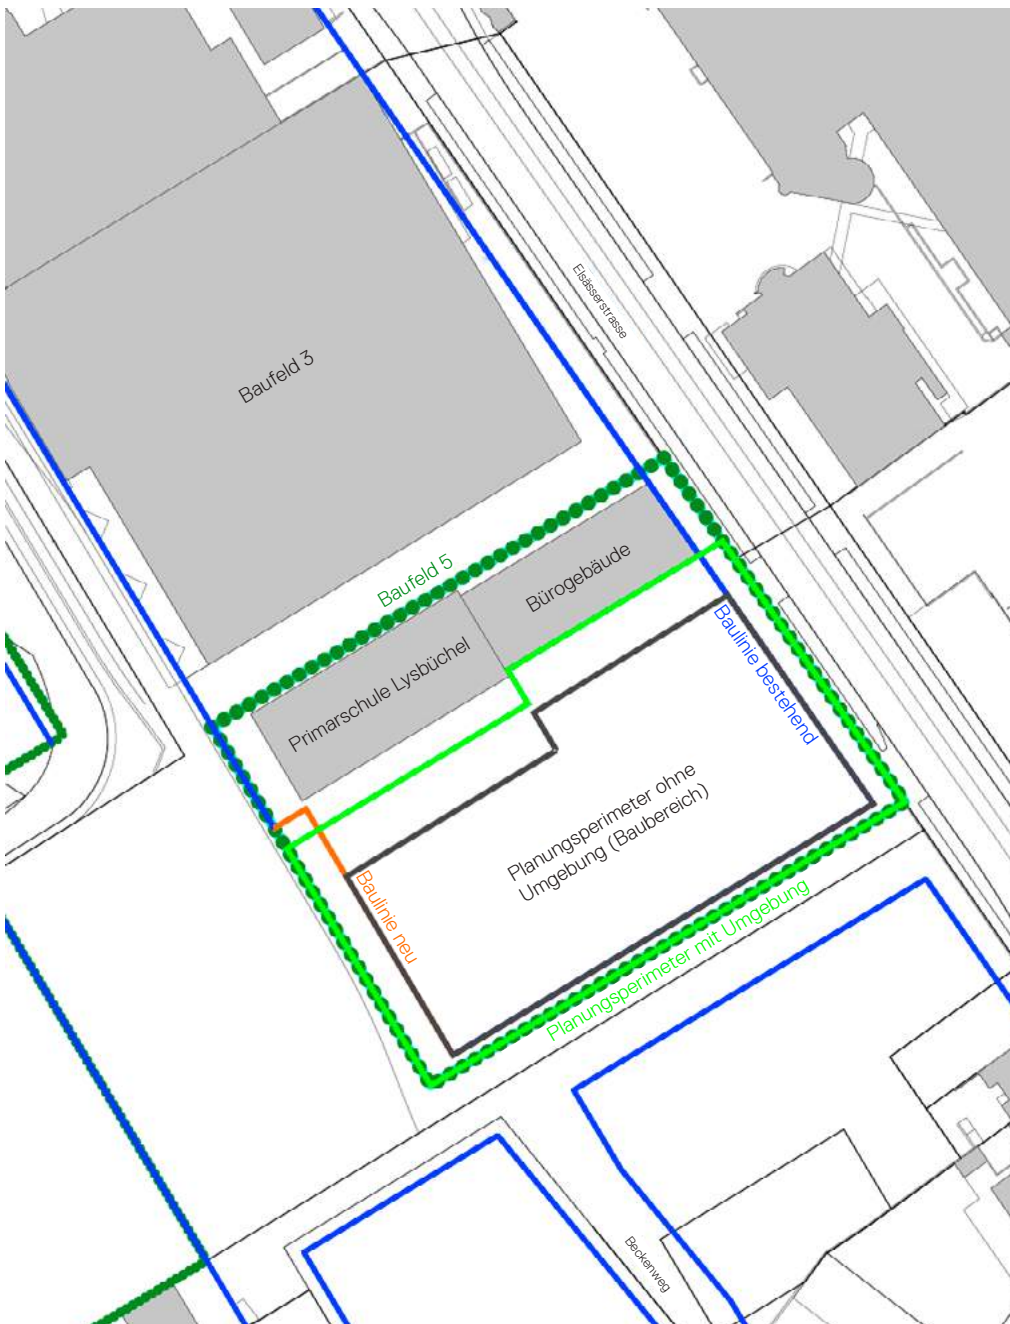 Elsässerstrasse
Baufeld 3
Baufeld 5
Bürogebäude
Primarschule Lysbüchel
Baulinie bestehend
Planungsperimeter ohne
Umgebung (Baubereich)
Baulinie neu
Planungsperimeter mit Umgebung
Beckenweg